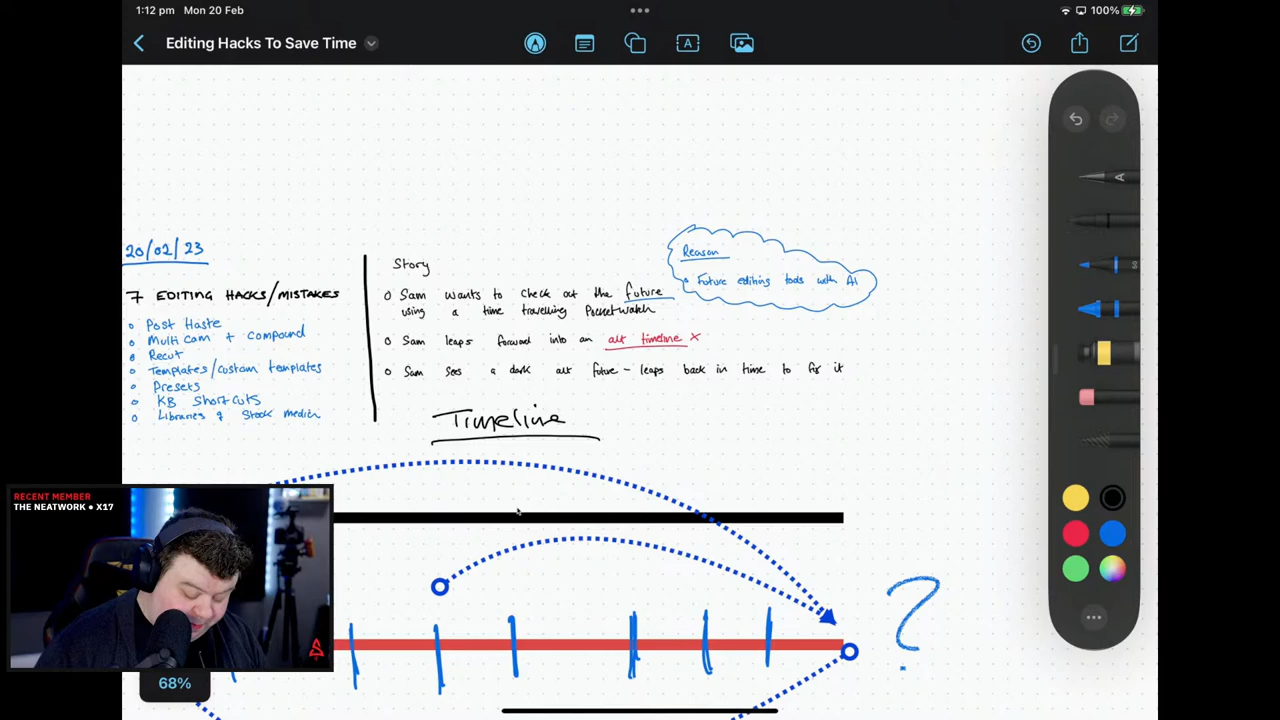 1:12 pm Mon 20 Feb
100%
Editing Hacks To Save Time
A
A
50
20/02/23
7 EDITING HACKS/MISTAKES
Post Haste
Multi cam + compound
Recut
Templates/custom templates
Presets
KB Shortcuts
Libraries of Stock media
Story
Sam wants to check out the future
using a time travelling Pocketwatch
Sam leaps forward into an alt timeline X
Sam sees a dark alt future - leaps back in time to fix it
Reason
Future editing tools with AI
Timeline
?
RECENT MEMBER
THE NEATWORK ● X17
68%